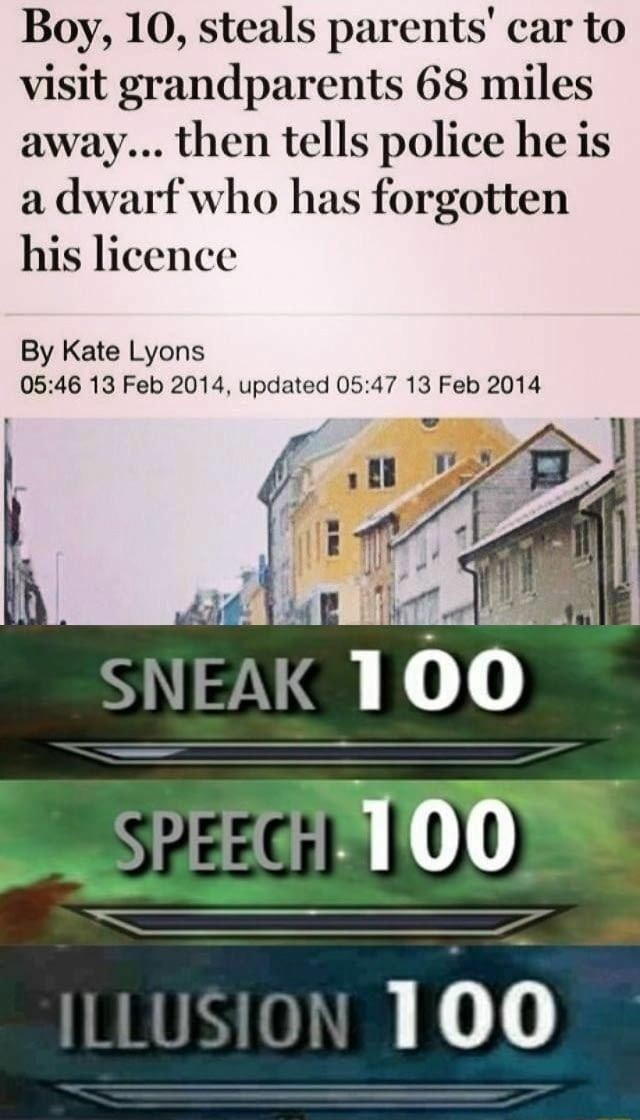 Boy, 10, steals parents' car to
visit grandparents 68 miles
away... then tells police he is
a dwarf who has forgotten
his licence
By Kate Lyons
05:46 13 Feb 2014, updated 05:47 13 Feb 2014
SNEAK 100
SPEECH 100
ILLUSION 100